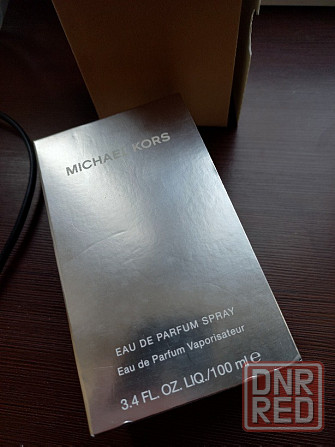 MICHAEL KORS
EAU DE PARFUM SPRAY
Eau de Parfum Vaporisateur
3.4 FL. OZ. LIQ./100 ml ℮
DNR
RED